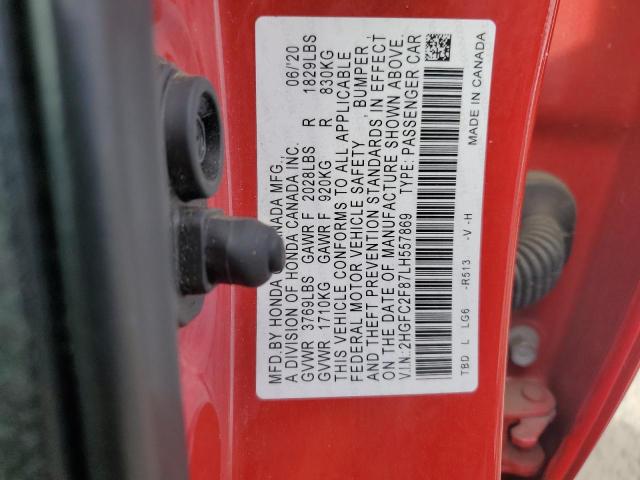 MFD. BY HONDA CANADA MFG., 06/'20
A DIVISION OF HONDA CANADA INC.
GVWR 3769LBS GAWR F 2028LBS R 1829LBS
GVWR 1710KG GAWR F 920KG R 830KG
THIS VEHICLE CONFORMS TO ALL APPLICABLE
FEDERAL MOTOR VEHICLE SAFETY , BUMPER ,
AND THEFT PREVENTION STANDARDS IN EFFECT
ON THE DATE OF MANUFACTURE SHOWN ABOVE.
V.I.N.:2HGFC2F87LH557869 TYPE: PASSENGER CAR
TBD L LG6 -R513 -V -H MADE IN CANADA